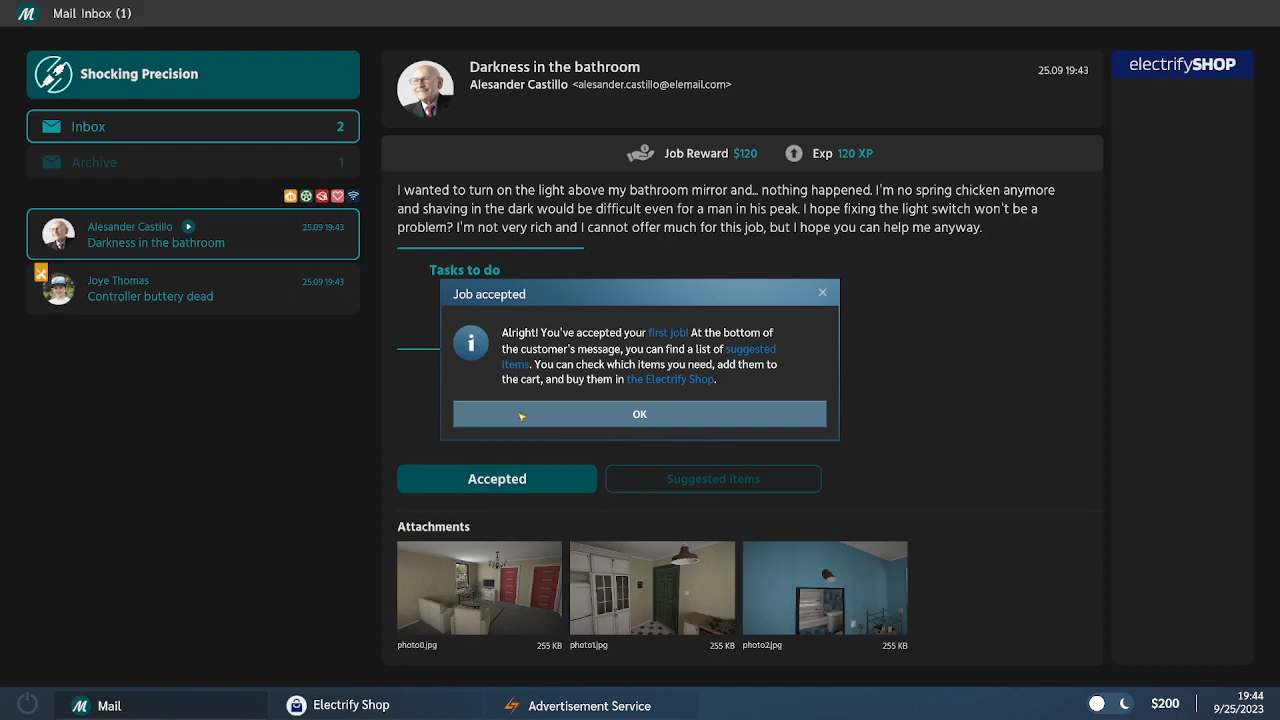 Mail Inbox (1)
Shocking Precision
Inbox 2
Archive 1
Alesander Castillo 25.09 19:43
Darkness in the bathroom
Joye Thomas 25.09 19:43
Controller buttery dead
Darkness in the bathroom
Alesander Castillo <alesander.castillo@elemail.com>
25.09 19:43
Job Reward $120 Exp 120 XP
I wanted to turn on the light above my bathroom mirror and... nothing happened. I'm no spring chicken anymore
and shaving in the dark would be difficult even for a man in his peak. I hope fixing the light switch won't be a
problem? I'm not very rich and I cannot offer much for this job, but I hope you can help me anyway.
Tasks to do
Job accepted
Alright! You've accepted your first job! At the bottom of
the customer's message, you can find a list of suggested
items. You can check which items you need, add them to
the cart, and buy them in the Electrify Shop.
OK
Accepted Suggested items
Attachments
photo0.jpg 255 KB photo1.jpg 255 KB photo2.jpg 255 KB
electrifySHOP
Mail Electrify Shop Advertisement Service $200 19:44
9/25/2023